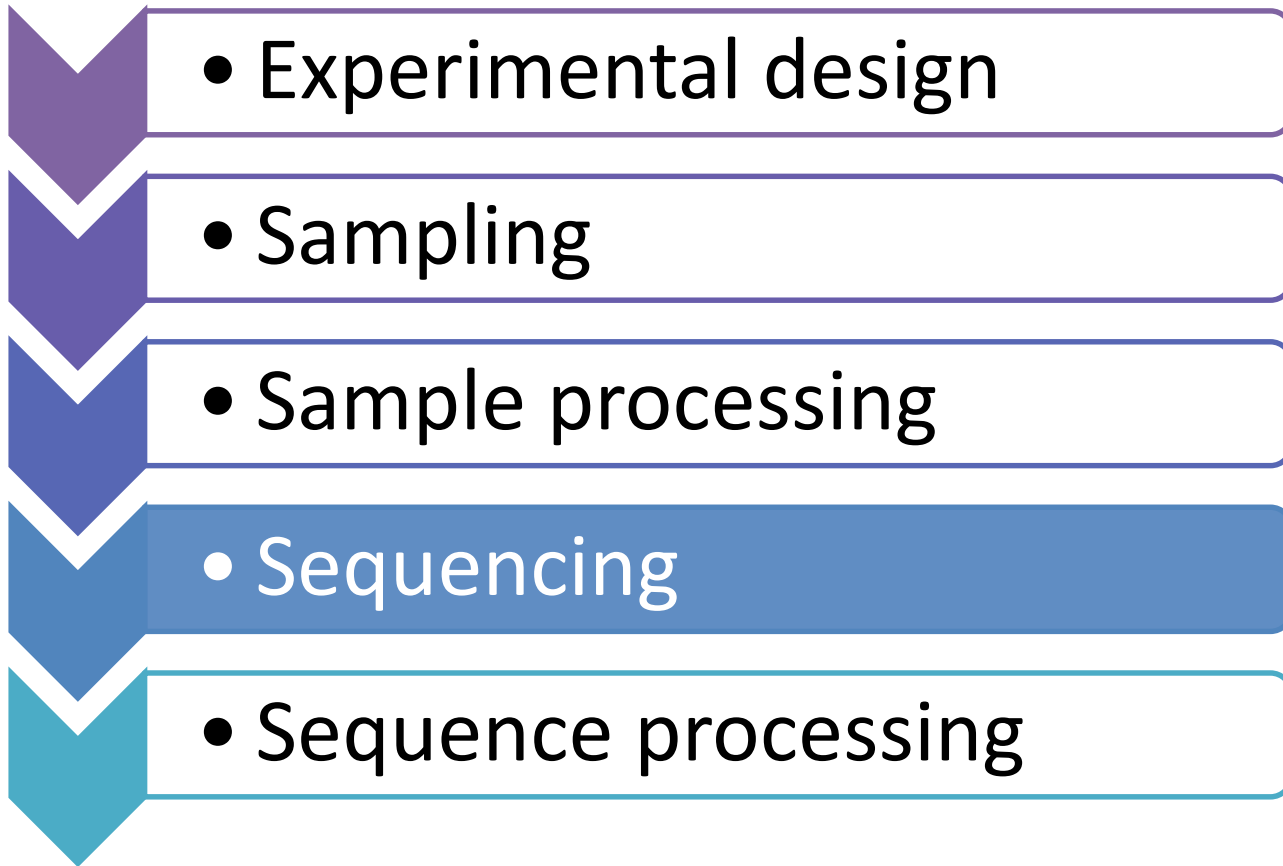 • Experimental design
• Sampling
• Sample processing
• Sequencing
• Sequence processing